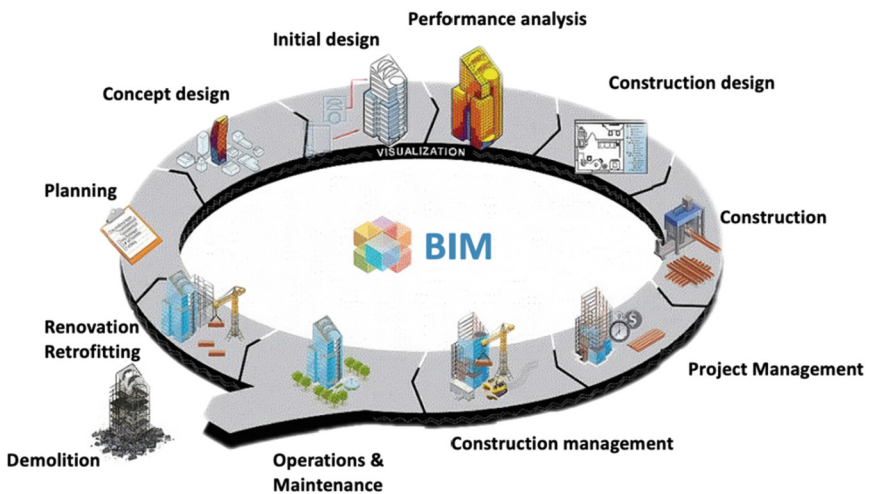 Performance analysis
Initial design
Concept design
Construction design
VISUALIZATION
Planning
Construction
BIM
Renovation
Retrofitting
Project Management
Demolition
Operations &
Maintenance
Construction management
S